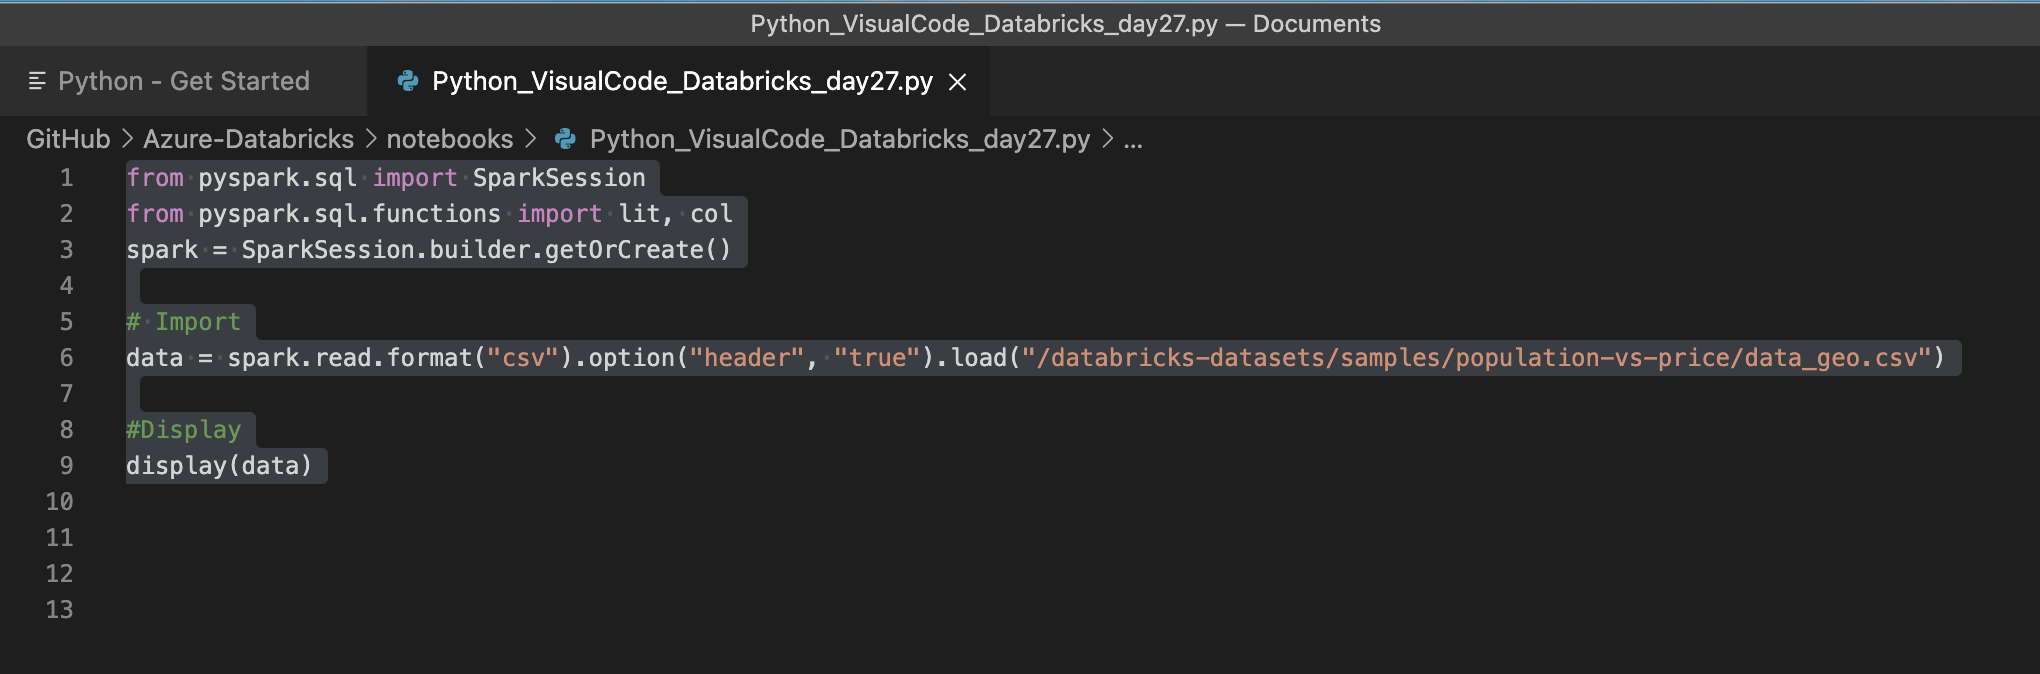 Python_VisualCode_Databricks_day27.py — Documents
Python - Get Started
Python_VisualCode_Databricks_day27.py
GitHub > Azure-Databricks > notebooks > Python_VisualCode_Databricks_day27.py > ...
1 from pyspark.sql import SparkSession
2 from pyspark.sql.functions import lit, col
3 spark = SparkSession.builder.getOrCreate()
4
5 # Import
6 data = spark.read.format("csv").option("header", "true").load("/databricks-datasets/samples/population-vs-price/data_geo.csv")
7
8 #Display
9 display(data)
10
11
12
13